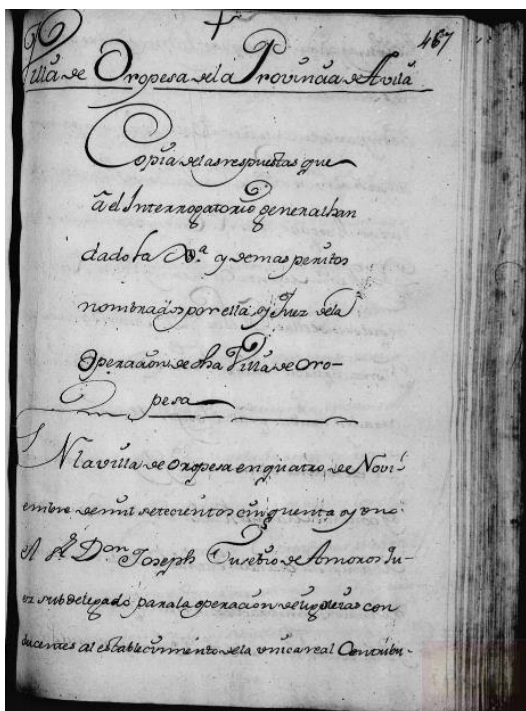 467
Villa de Oropesa de la Provincia de Avila
Copia de las respuestas que
â el Interrogatorio general han
dado la y demas peritos
nombrados por ella, y Juez de la
Operacion de dha Villa de Oro-
pesa
EN la villa de Oropesa en quatro de Novi-
embre de mil setecientos cinquenta y uno.
el Sr. Don Joseph Eusebio de Amoros Ju-
ez subdelegado para la operacion de con
ducentes al establecimiento de la unica real Contribu-